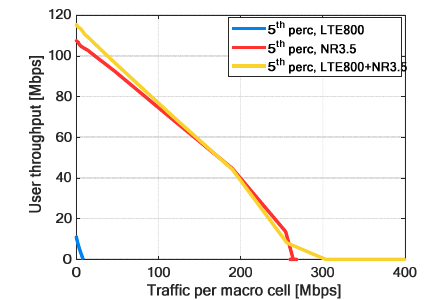 120
100
80
60
40
20
0
User throughput [Mbps]
5th perc, LTE800
5th perc, NR3.5
5th perc, LTE800+NR3.5
0 100 200 300 400
Traffic per macro cell [Mbps]